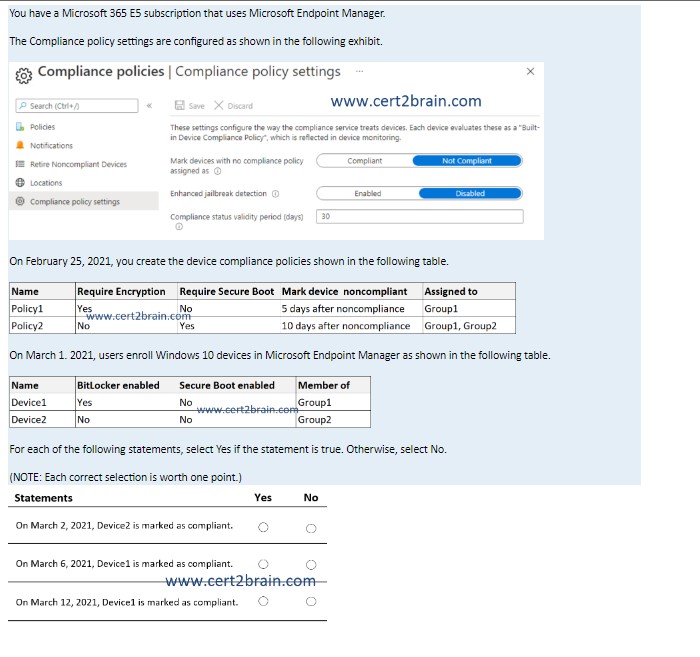 You have a Microsoft 365 E5 subscription that uses Microsoft Endpoint Manager.
The Compliance policy settings are configured as shown in the following exhibit.
Compliance policies | Compliance policy settings ...
Search (Ctrl+/)
«
Save
Discard
www.cert2brain.com
Policies
Notifications
Retire Noncompliant Devices
Locations
Compliance policy settings
These settings configure the way the compliance service treats devices. Each device evaluates these as a "Built-
in Device Compliance Policy", which is reflected in device monitoring.
Mark devices with no compliance policy
assigned as
Compliant
Not Compliant
Enhanced jailbreak detection
Enabled
Disabled
Compliance status validity period (days)
30
On February 25, 2021, you create the device compliance policies shown in the following table.
Name Require Encryption Require Secure Boot Mark device noncompliant Assigned to
Policy1 Yes No 5 days after noncompliance Group1
www.cert2brain.com
Policy2 No Yes 10 days after noncompliance Group1, Group2
On March 1. 2021, users enroll Windows 10 devices in Microsoft Endpoint Manager as shown in the following table.
Name BitLocker enabled Secure Boot enabled Member of
Device1 Yes No Group1
www.cert2brain.com
Device2 No No Group2
For each of the following statements, select Yes if the statement is true. Otherwise, select No.
(NOTE: Each correct selection is worth one point.)
Statements Yes No
On March 2, 2021, Device2 is marked as compliant.
On March 6, 2021, Device1 is marked as compliant.
www.cert2brain.com
On March 12, 2021, Device1 is marked as compliant.